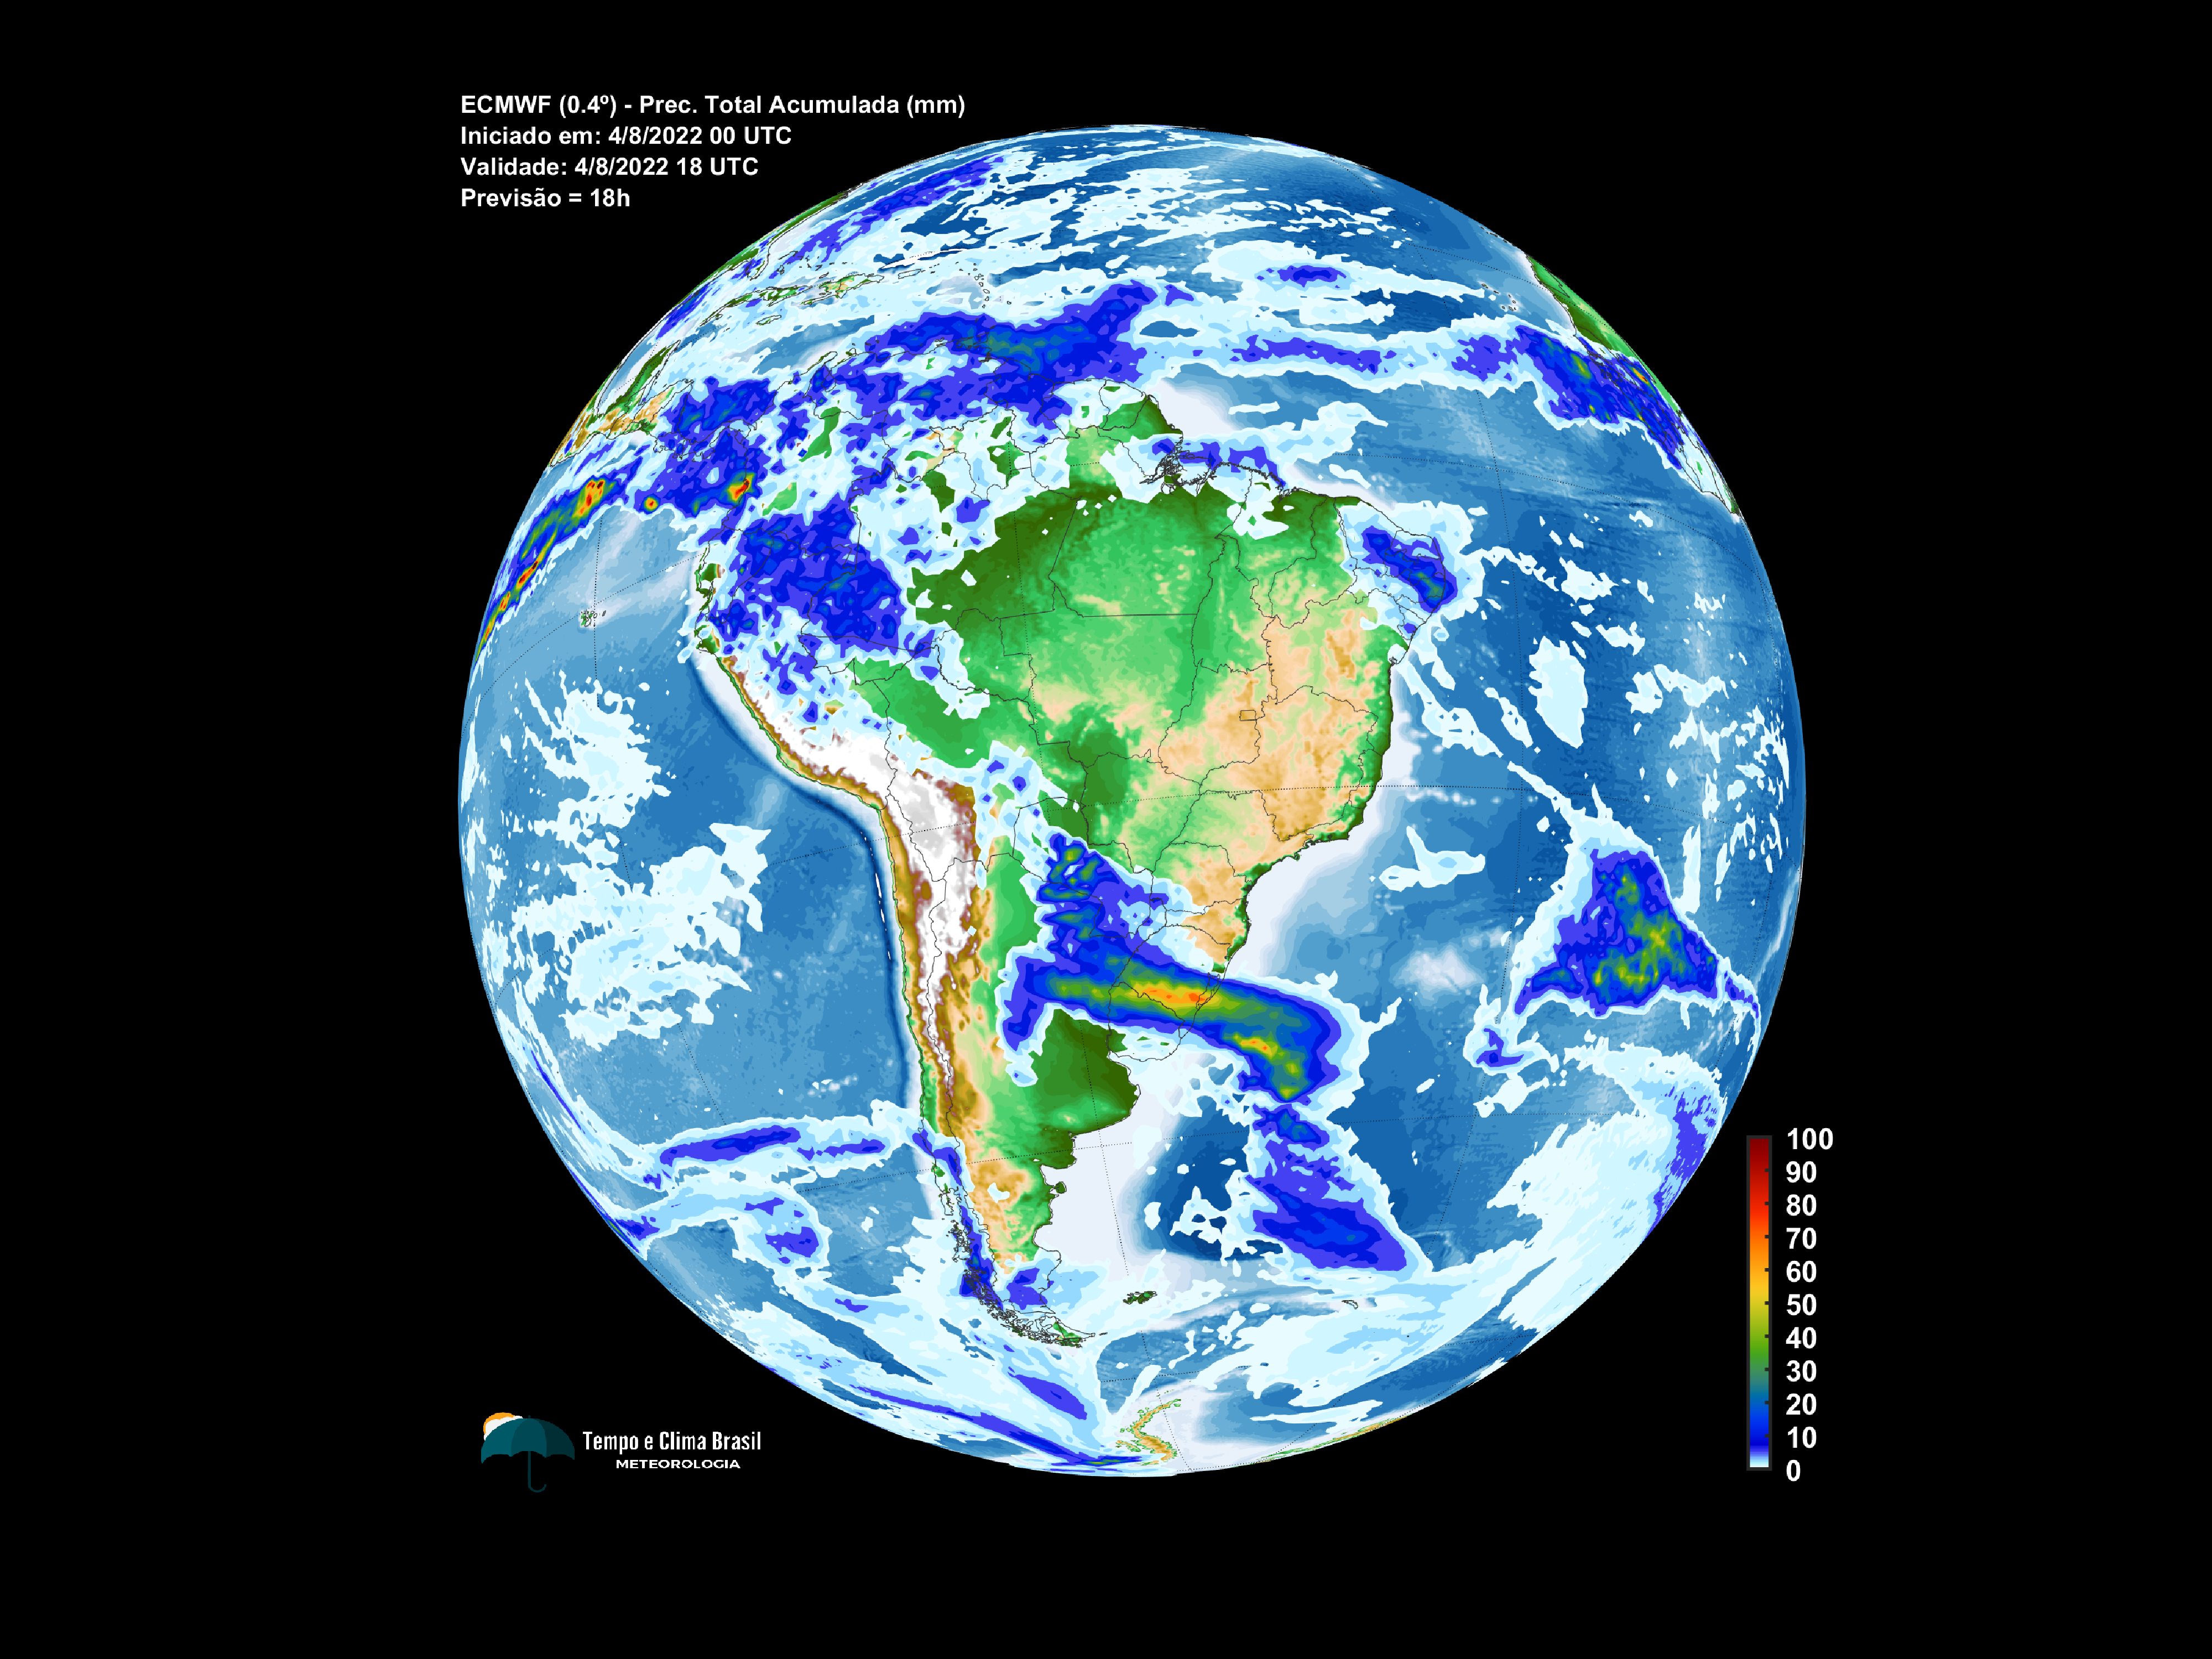 ECMWF (0.4º) - Prec. Total Acumulada (mm)
Iniciado em: 4/8/2022 00 UTC
Validade: 4/8/2022 18 UTC
Previsão = 18h
100
90
80
70
60
50
40
30
20
10
0
Tempo e Clima Brasil
METEOROLOGIA